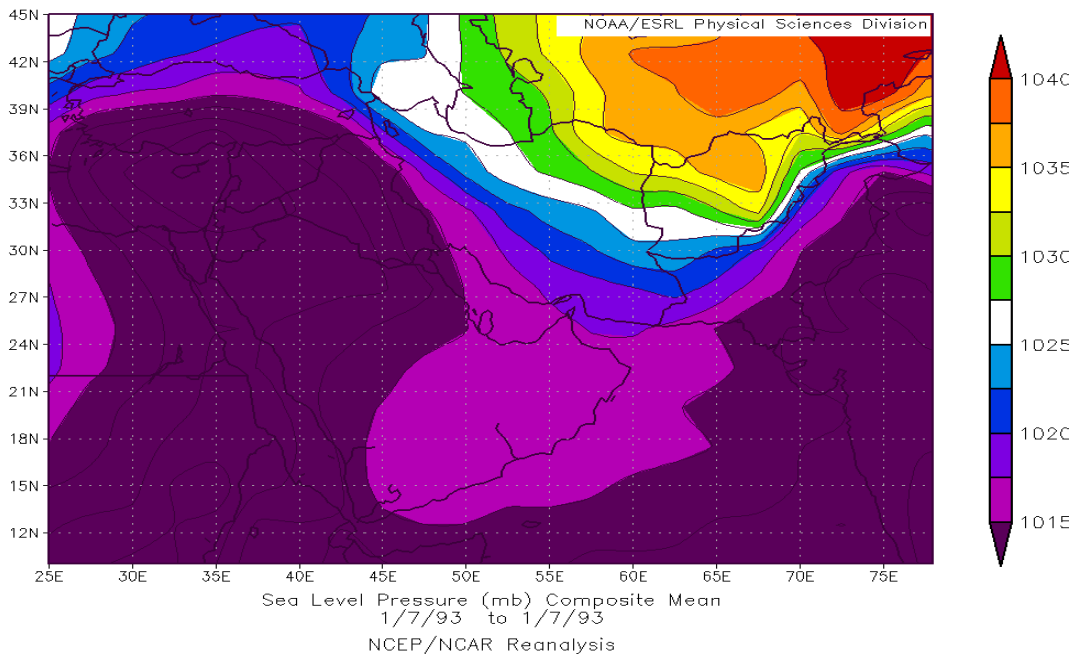 NOAA/ESRL Physical Sciences Division
45N
42N
39N
36N
33N
30N
27N
24N
21N
18N
15N
12N
25E 30E 35E 40E 45E 50E 55E 60E 65E 70E 75E
1040
1035
1030
1025
1020
1015
Sea Level Pressure (mb) Composite Mean
1/7/93 to 1/7/93
NCEP/NCAR Reanalysis